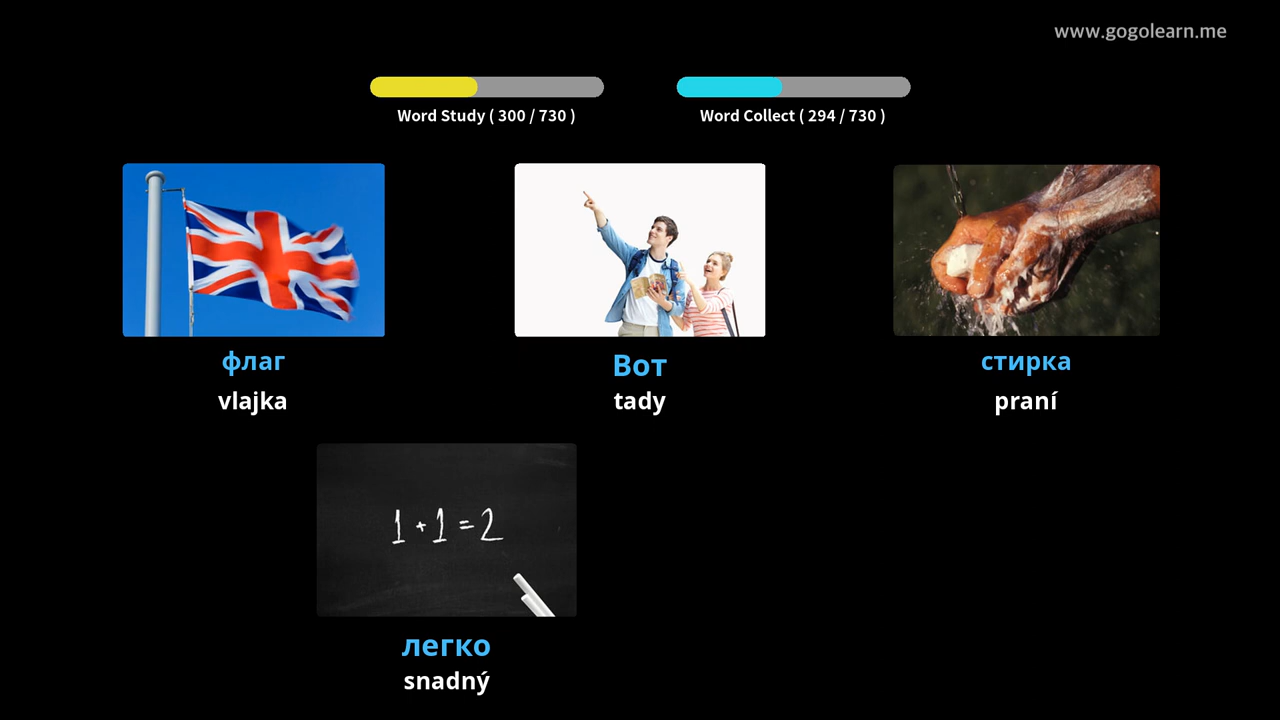 www.gogolearn.me
Word Study ( 300 / 730 )
Word Collect ( 294 / 730 )
флаг
vlajka
Вот
tady
стирка
praní
1 + 1 = 2
легко
snadný